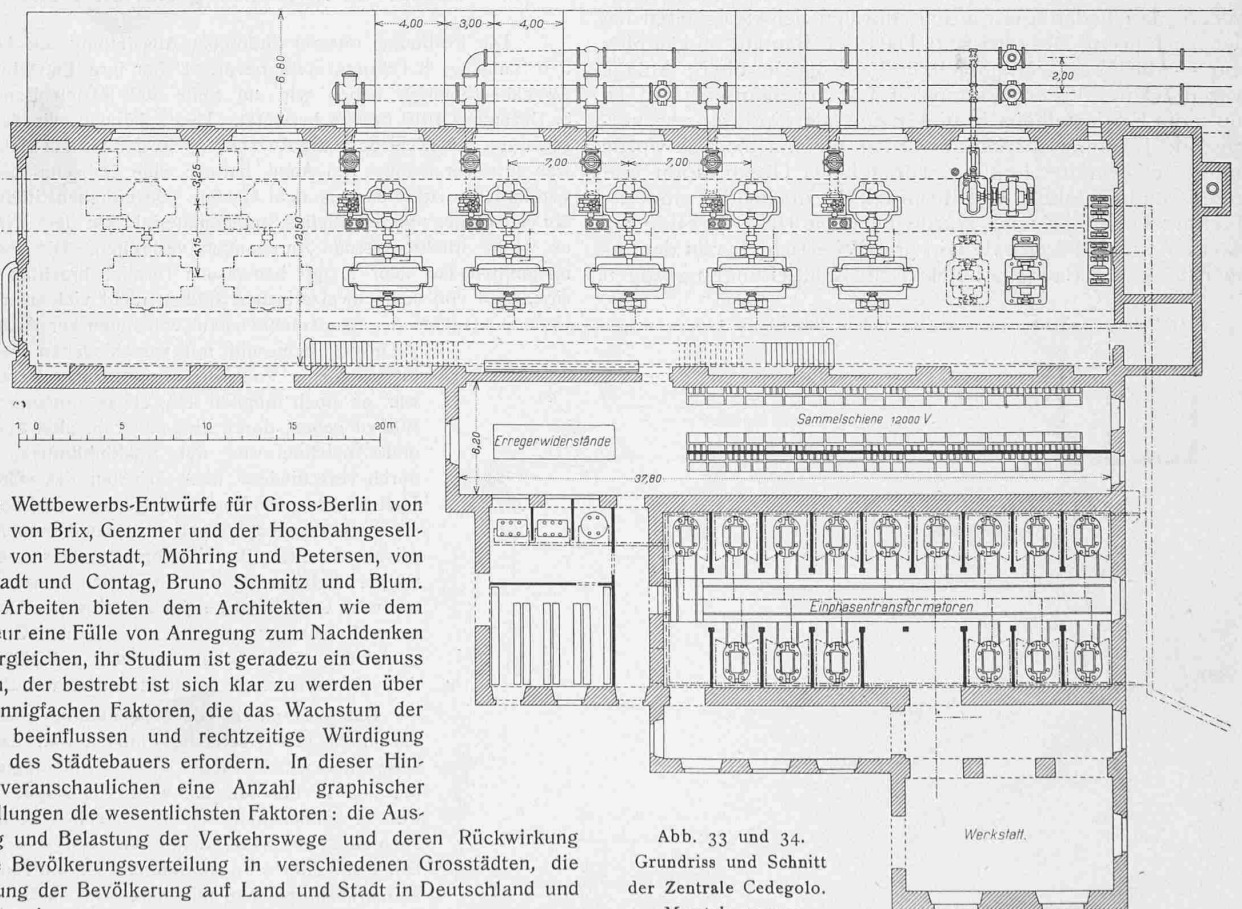 4,00 3,00 4,00
4,80
2,00
3,25
7,00 7,00
4,15
12,50
0 5 10 15 20m
6,20
Erregerwiderstände
Sammelschiene 12000 V.
37,80
Einphasentransformatoren
Werkstatt.
Wettbewerbs-Entwürfe für Gross-Berlin von
von Brix, Genzmer und der Hochbahngesell-
von Eberstadt, Möhring und Petersen, von
adt und Contag, Bruno Schmitz und Blum.
Arbeiten bieten dem Architekten wie dem
eur eine Fülle von Anregung zum Nachdenken
ergleichen, ihr Studium ist geradezu ein Genuss
n, der bestrebt ist sich klar zu werden über
nnigfachen Faktoren, die das Wachstum der
beeinflussen und rechtzeitige Würdigung
des Städtebauers erfordern. In dieser Hin-
veranschaulichen eine Anzahl graphischer
ellungen die wesentlichsten Faktoren: die Aus-
g und Belastung der Verkehrswege und deren Rückwirkung
e Bevölkerungsverteilung in verschiedenen Grosstädten, die
ung der Bevölkerung auf Land und Stadt in Deutschland und
Abb. 33 und 34.
Grundriss und Schnitt
der Zentrale Cedegolo.